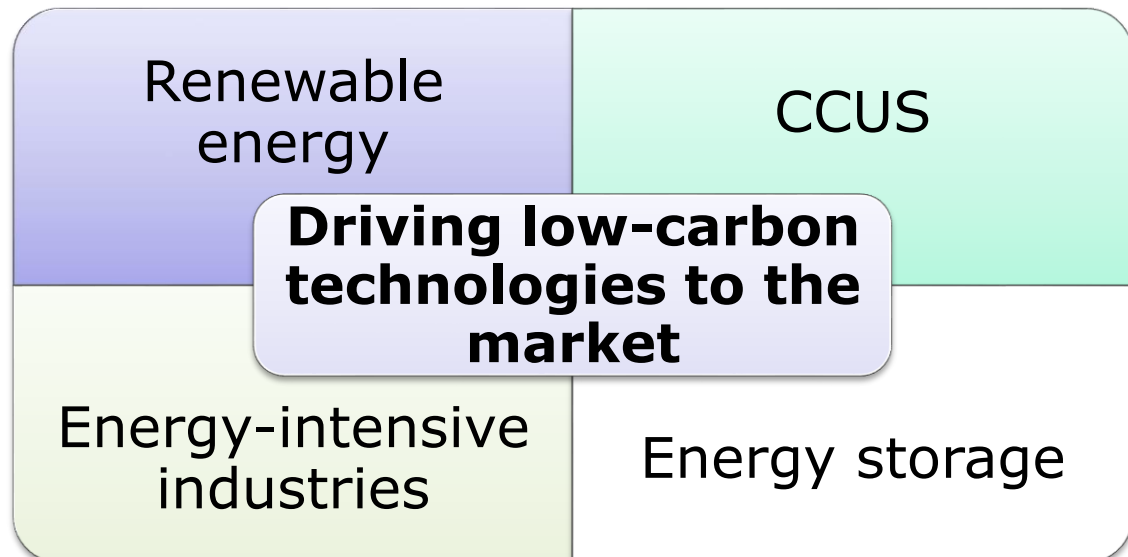 Renewable
energy
CCUS
Driving low-carbon
technologies to the
market
Energy-intensive
industries
Energy storage